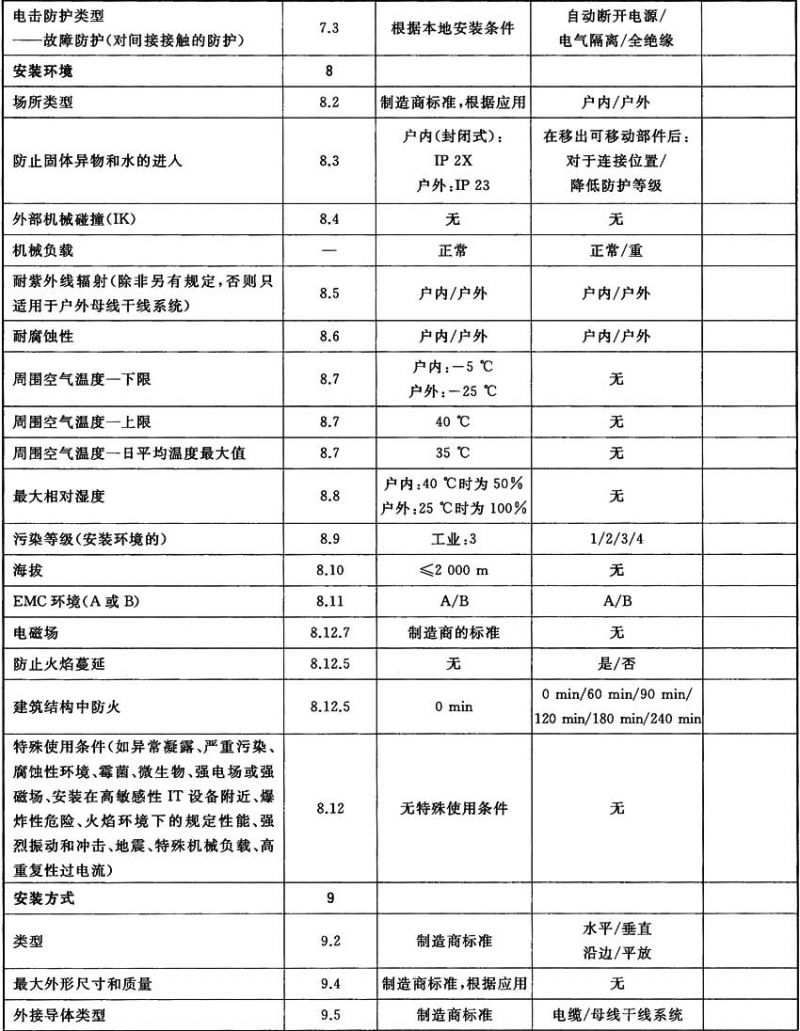 电击防护类型
——故障防护(对间接接触的防护)
7.3
根据本地安装条件
自动断开电源/
电气隔离/全绝缘
安装环境
8
场所类型
8.2
制造商标准,根据应用
户内/户外
防止固体异物和水的进人
8.3
户内(封闭式):
IP 2X
户外:IP 23
在移出可移动部件后:
对于连接位置/
降低防护等级
外部机械碰撞(IK)
8.4
无
无
机械负载
—
正常
正常/重
耐紫外线辐射(除非另有规定,否则只
适用于户外母线干线系统)
8.5
户内/户外
户内/户外
耐腐蚀性
8.6
户内/户外
户内/户外
周围空气温度—下限
8.7
户内:-5 ℃
户外:-25 ℃
无
周围空气温度—上限
8.7
40 ℃
无
周围空气温度—日平均温度最大值
8.7
35 ℃
无
最大相对湿度
8.8
户内:40 ℃时为 50%
户外:25 ℃时为 100%
无
污染等级(安装环境的)
8.9
工业:3
1/2/3/4
海拔
8.10
≤2 000 m
无
EMC 环境(A 或 B)
8.11
A/B
A/B
电磁场
8.12.7
制造商的标准
无
防止火焰蔓延
8.12.5
无
是/否
建筑结构中防火
8.12.5
0 min
0 min/60 min/90 min/
120 min/180 min/240 min
特殊使用条件(如异常凝露、严重污染、
腐蚀性环境、霉菌、微生物、强电场或强
磁场、安装在高敏感性 IT 设备附近、爆
炸性危险、火焰环境下的规定性能、强
烈振动和冲击、地震、特殊机械负载、高
重复性过电流)
8.12
无特殊使用条件
无
安装方式
9
类型
9.2
制造商标准
水平/垂直
沿边/平放
最大外形尺寸和质量
9.4
制造商标准,根据应用
无
外接导体类型
9.5
制造商标准
电缆/母线干线系统